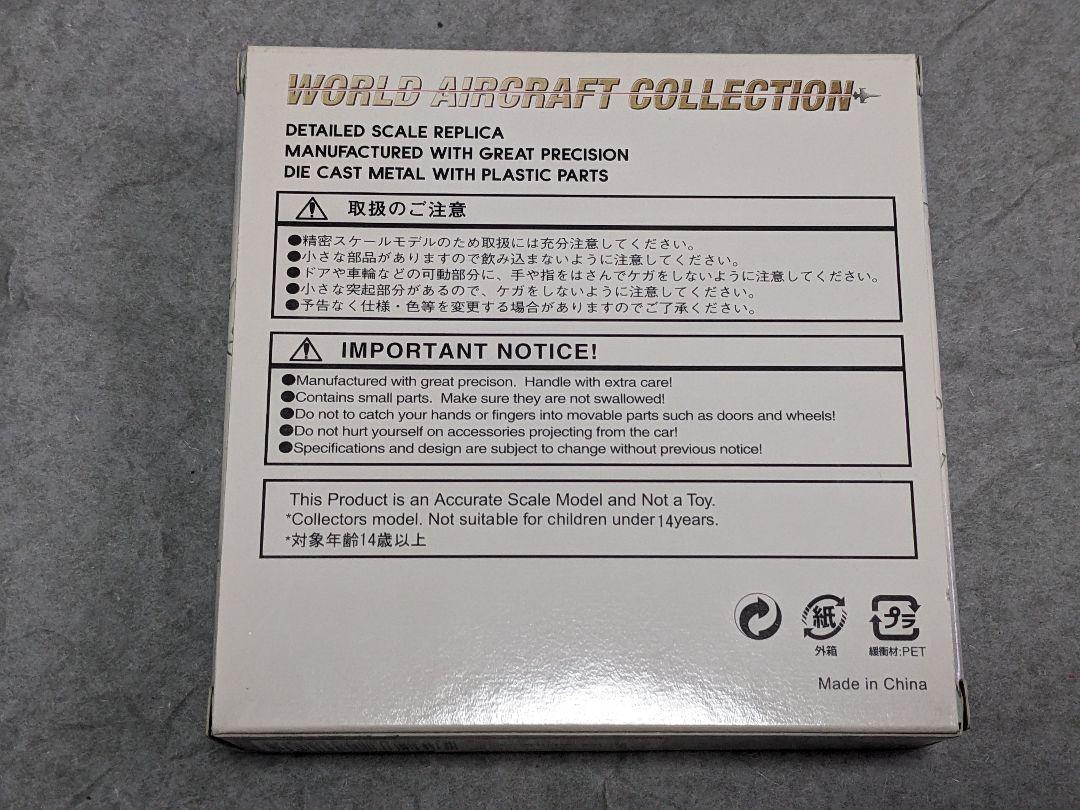 WORLD AIRCRAFT COLLECTION
DETAILED SCALE REPLICA
MANUFACTURED WITH GREAT PRECISION
DIE CAST METAL WITH PLASTIC PARTS
取扱のご注意
●精密スケールモデルのため取扱には充分注意してください。
●小さな部品がありますので飲み込まないように注意してください。
●ドアや車輪などの可動部分に、手や指をはさんでケガをしないように注意してください。
●小さな突起部分があるので、ケガをしないように注意してください。
●予告なく仕様・色等を変更する場合がありますのでご了承ください。
IMPORTANT NOTICE!
●Manufactured with great precison. Handle with extra care!
●Contains small parts. Make sure they are not swallowed!
●Do not to catch your hands or fingers into movable parts such as doors and wheels!
●Do not hurt yourself on accessories projecting from the car!
●Specifications and design are subject to change without previous notice!
This Product is an Accurate Scale Model and Not a Toy.
*Collectors model. Not suitable for children under 14years.
*対象年齢14歳以上
紙
プラ
外箱
緩衝材:PET
Made in China